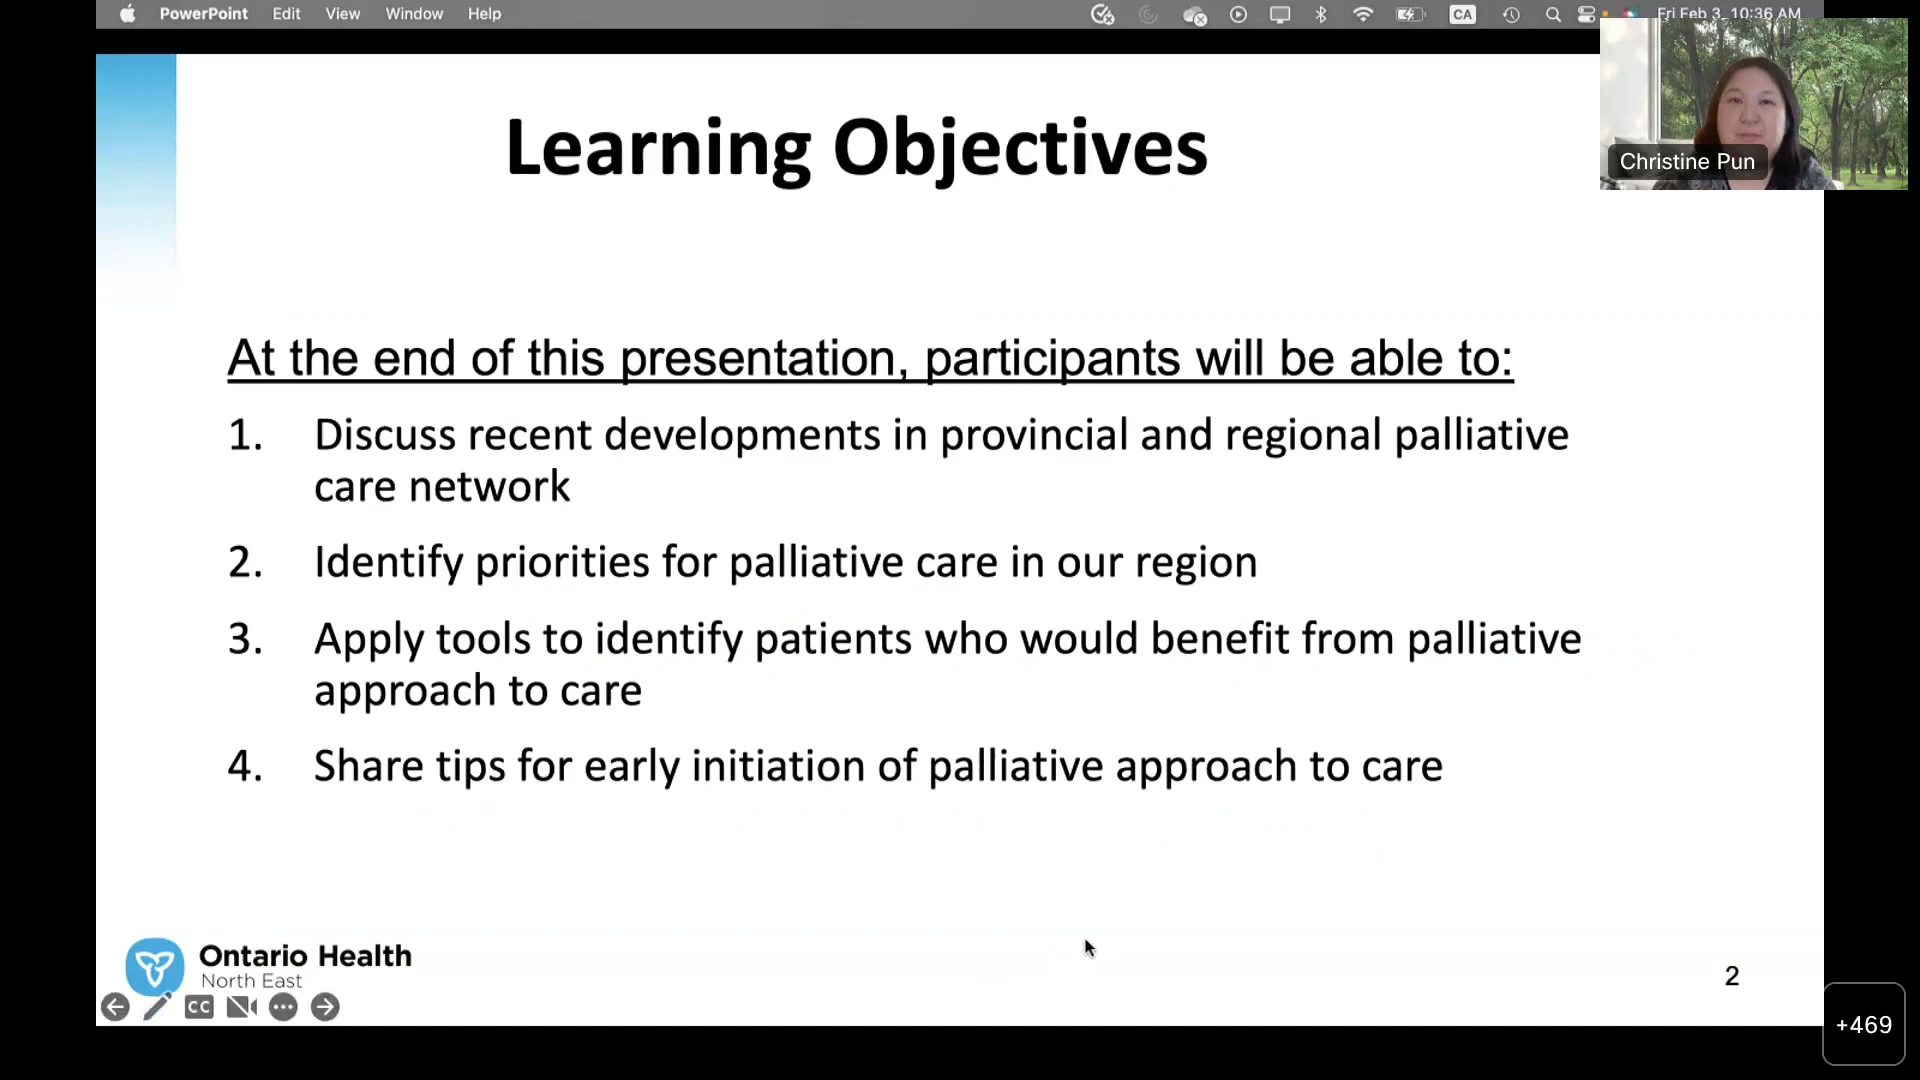 PowerPoint Edit View Window Help CA Fri Feb 3 10:36 AM
Christine Pun
Learning Objectives
At the end of this presentation, participants will be able to:
1. Discuss recent developments in provincial and regional palliative
care network
2. Identify priorities for palliative care in our region
3. Apply tools to identify patients who would benefit from palliative
approach to care
4. Share tips for early initiation of palliative approach to care
Ontario Health
North East
CC
2
+469